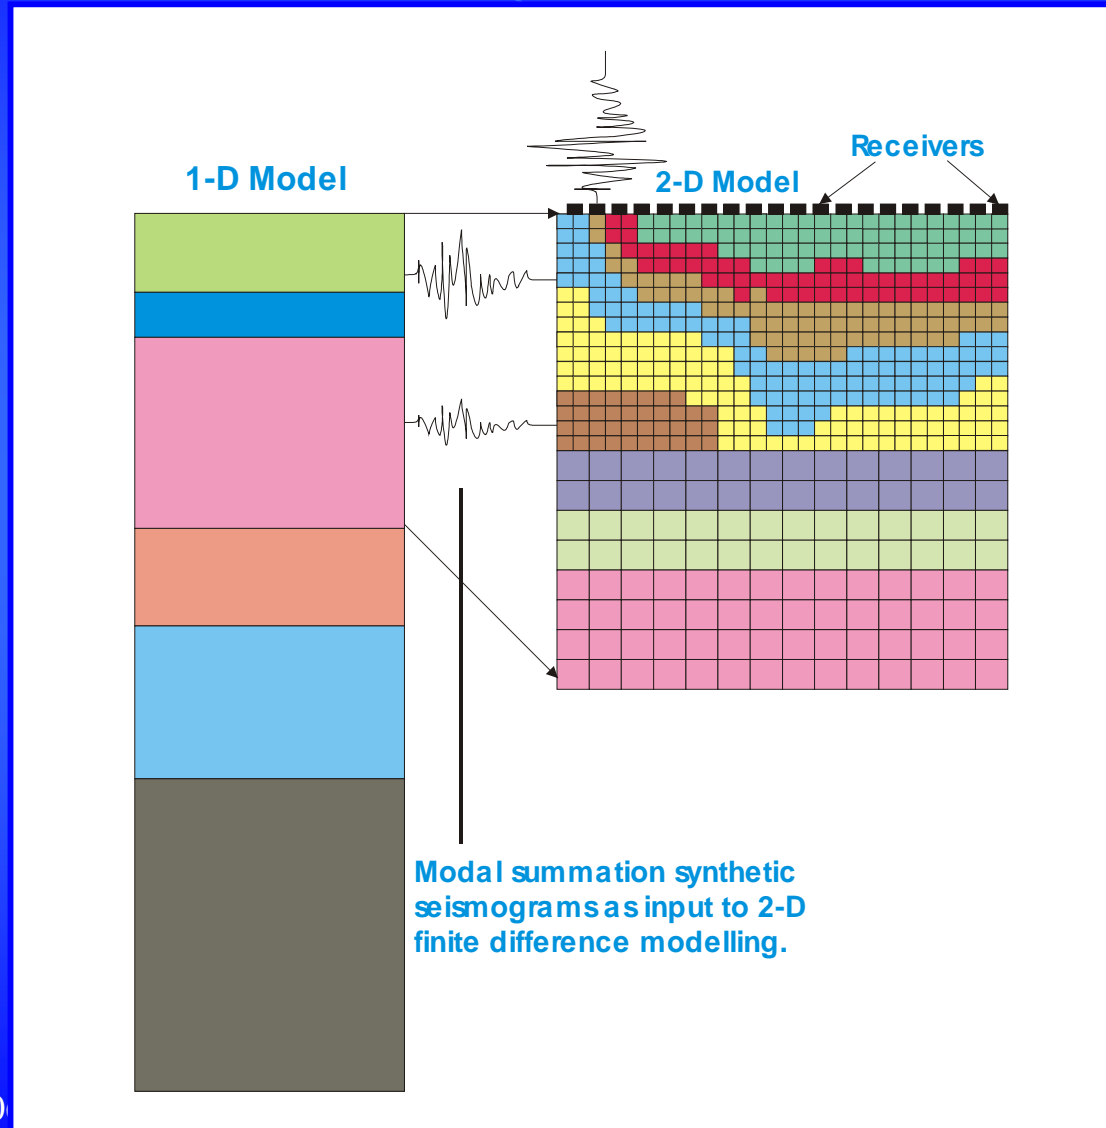 Receivers
1-D Model
2-D Model
Modal summation synthetic
seismograms as input to 2-D
finite difference modelling.